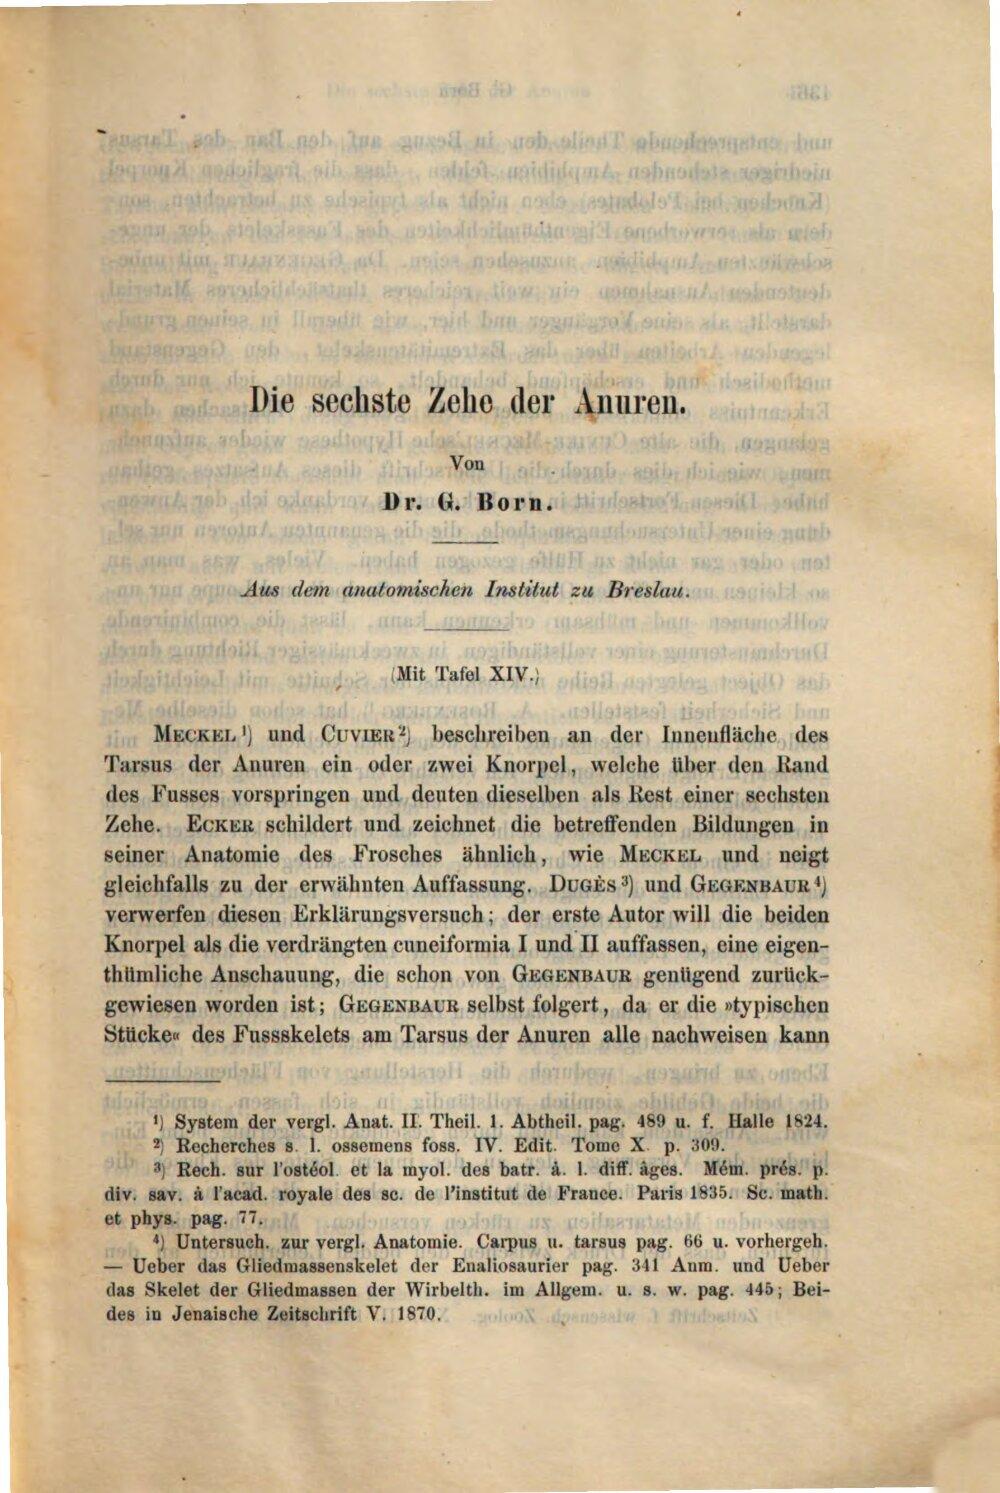 Die sechste Zehe der Anuren.
Von
Dr. G. Born.
Aus dem anatomischen Institut zu Breslau.
(Mit Tafel XIV.)
MECKEL¹) und CUVIER²) beschreiben an der Innenfläche des
Tarsus der Anuren ein oder zwei Knorpel, welche über den Rand
des Fusses vorspringen und deuten dieselben als Rest einer sechsten
Zehe. ECKER schildert und zeichnet die betreffenden Bildungen in
seiner Anatomie des Frosches ähnlich, wie MECKEL und neigt
gleichfalls zu der erwähnten Auffassung. DUGÈS³) und GEGENBAUR⁴)
verwerfen diesen Erklärungsversuch; der erste Autor will die beiden
Knorpel als die verdrängten cuneiformia I und II auffassen, eine eigen-
thümliche Anschauung, die schon von GEGENBAUR genügend zurück-
gewiesen worden ist; GEGENBAUR selbst folgert, da er die »typischen
Stücke« des Fussskelets am Tarsus der Anuren alle nachweisen kann
¹) System der vergl. Anat. II. Theil. 1. Abtheil. pag. 489 u. f. Halle 1824.
²) Recherches s. l. ossemens foss. IV. Edit. Tome X. p. 309.
³) Rech. sur l'ostéol. et la myol. des batr. à. l. diff. âges. Mém. prés. p.
div. sav. à l'acad. royale des sc. de l'institut de France. Paris 1835. Sc. math.
et phys. pag. 77.
⁴) Untersuch. zur vergl. Anatomie. Carpus u. tarsus pag. 66 u. vorhergeh.
— Ueber das Gliedmassenskelet der Enaliosaurier pag. 341 Anm. und Ueber
das Skelet der Gliedmassen der Wirbelth. im Allgem. u. s. w. pag. 445; Bei-
des in Jenaische Zeitschrift V. 1870.